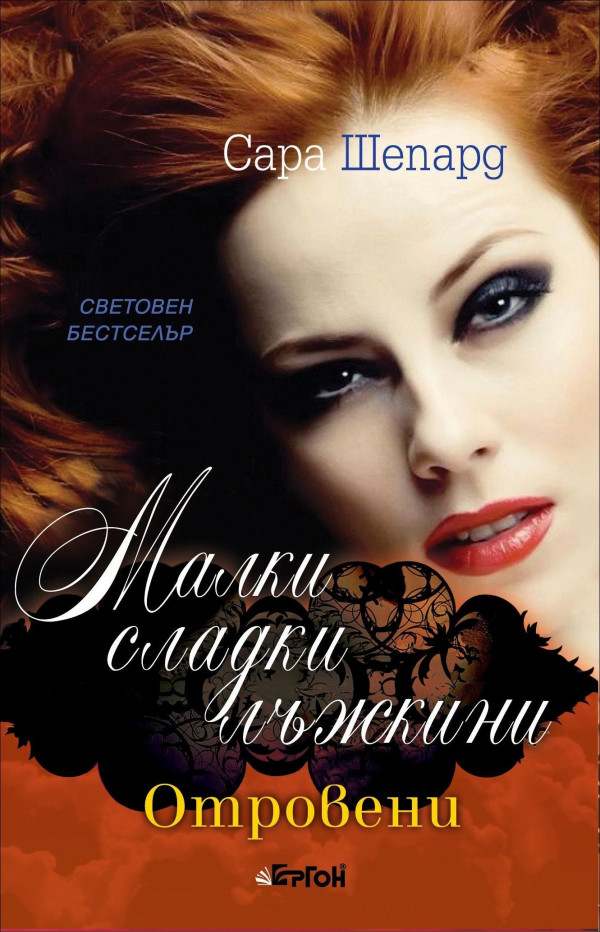 Сара Шепард
СВЕТОВЕН
БЕСТСЕЛЪР
Малки
сладки
лъжкини
Отровени
ЕРГОН®